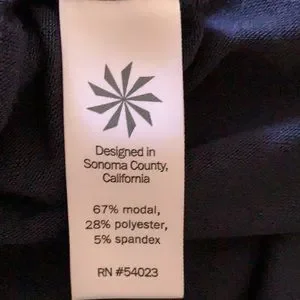 Designed in
Sonoma County,
California
67% modal,
28% polyester,
5% spandex
RN #54023